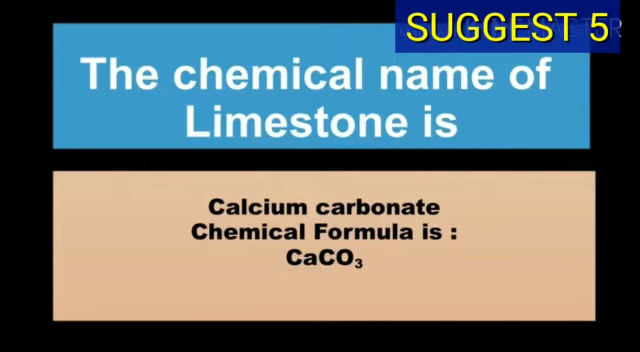 SUGGEST 5
The chemical name of
Limestone is
Calcium carbonate
Chemical Formula is :
CaCO₃